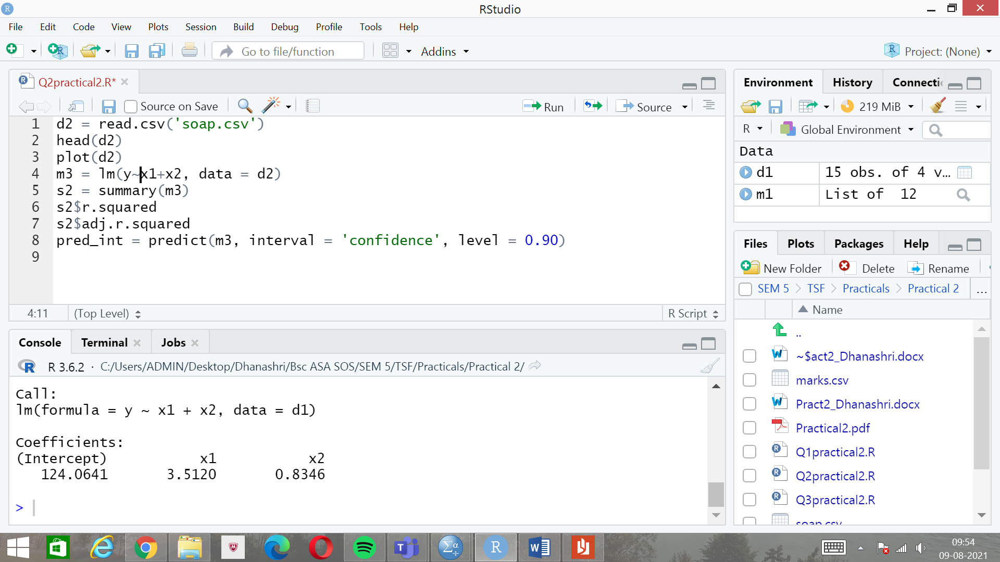 RStudio
File Edit Code View Plots Session Build Debug Profile Tools Help
Go to file/function Addins Project: (None)
Q2practical2.R*
Source on Save Run Source
1 d2 = read.csv('soap.csv')
2 head(d2)
3 plot(d2)
4 m3 = lm(y~x1+x2, data = d2)
5 s2 = summary(m3)
6 s2$r.squared
7 s2$adj.r.squared
8 pred_int = predict(m3, interval = 'confidence', level = 0.90)
9
4:11 (Top Level) R Script
Console Terminal Jobs
R 3.6.2 · C:/Users/ADMIN/Desktop/Dhanashri/Bsc ASA SOS/SEM 5/TSF/Practicals/Practical 2/
Call:
lm(formula = y ~ x1 + x2, data = d1)
Coefficients:
(Intercept) x1 x2
124.0641 3.5120 0.8346
>
Environment History Connecti
219 MiB
R Global Environment
Data
d1 15 obs. of 4 v...
m1 List of 12
Files Plots Packages Help
New Folder Delete Rename
SEM 5 > TSF > Practicals > Practical 2 ...
Name
..
~$act2_Dhanashri.docx
marks.csv
Pract2_Dhanashri.docx
Practical2.pdf
Q1practical2.R
Q2practical2.R
Q3practical2.R
soap.csv
09:54
09-08-2021